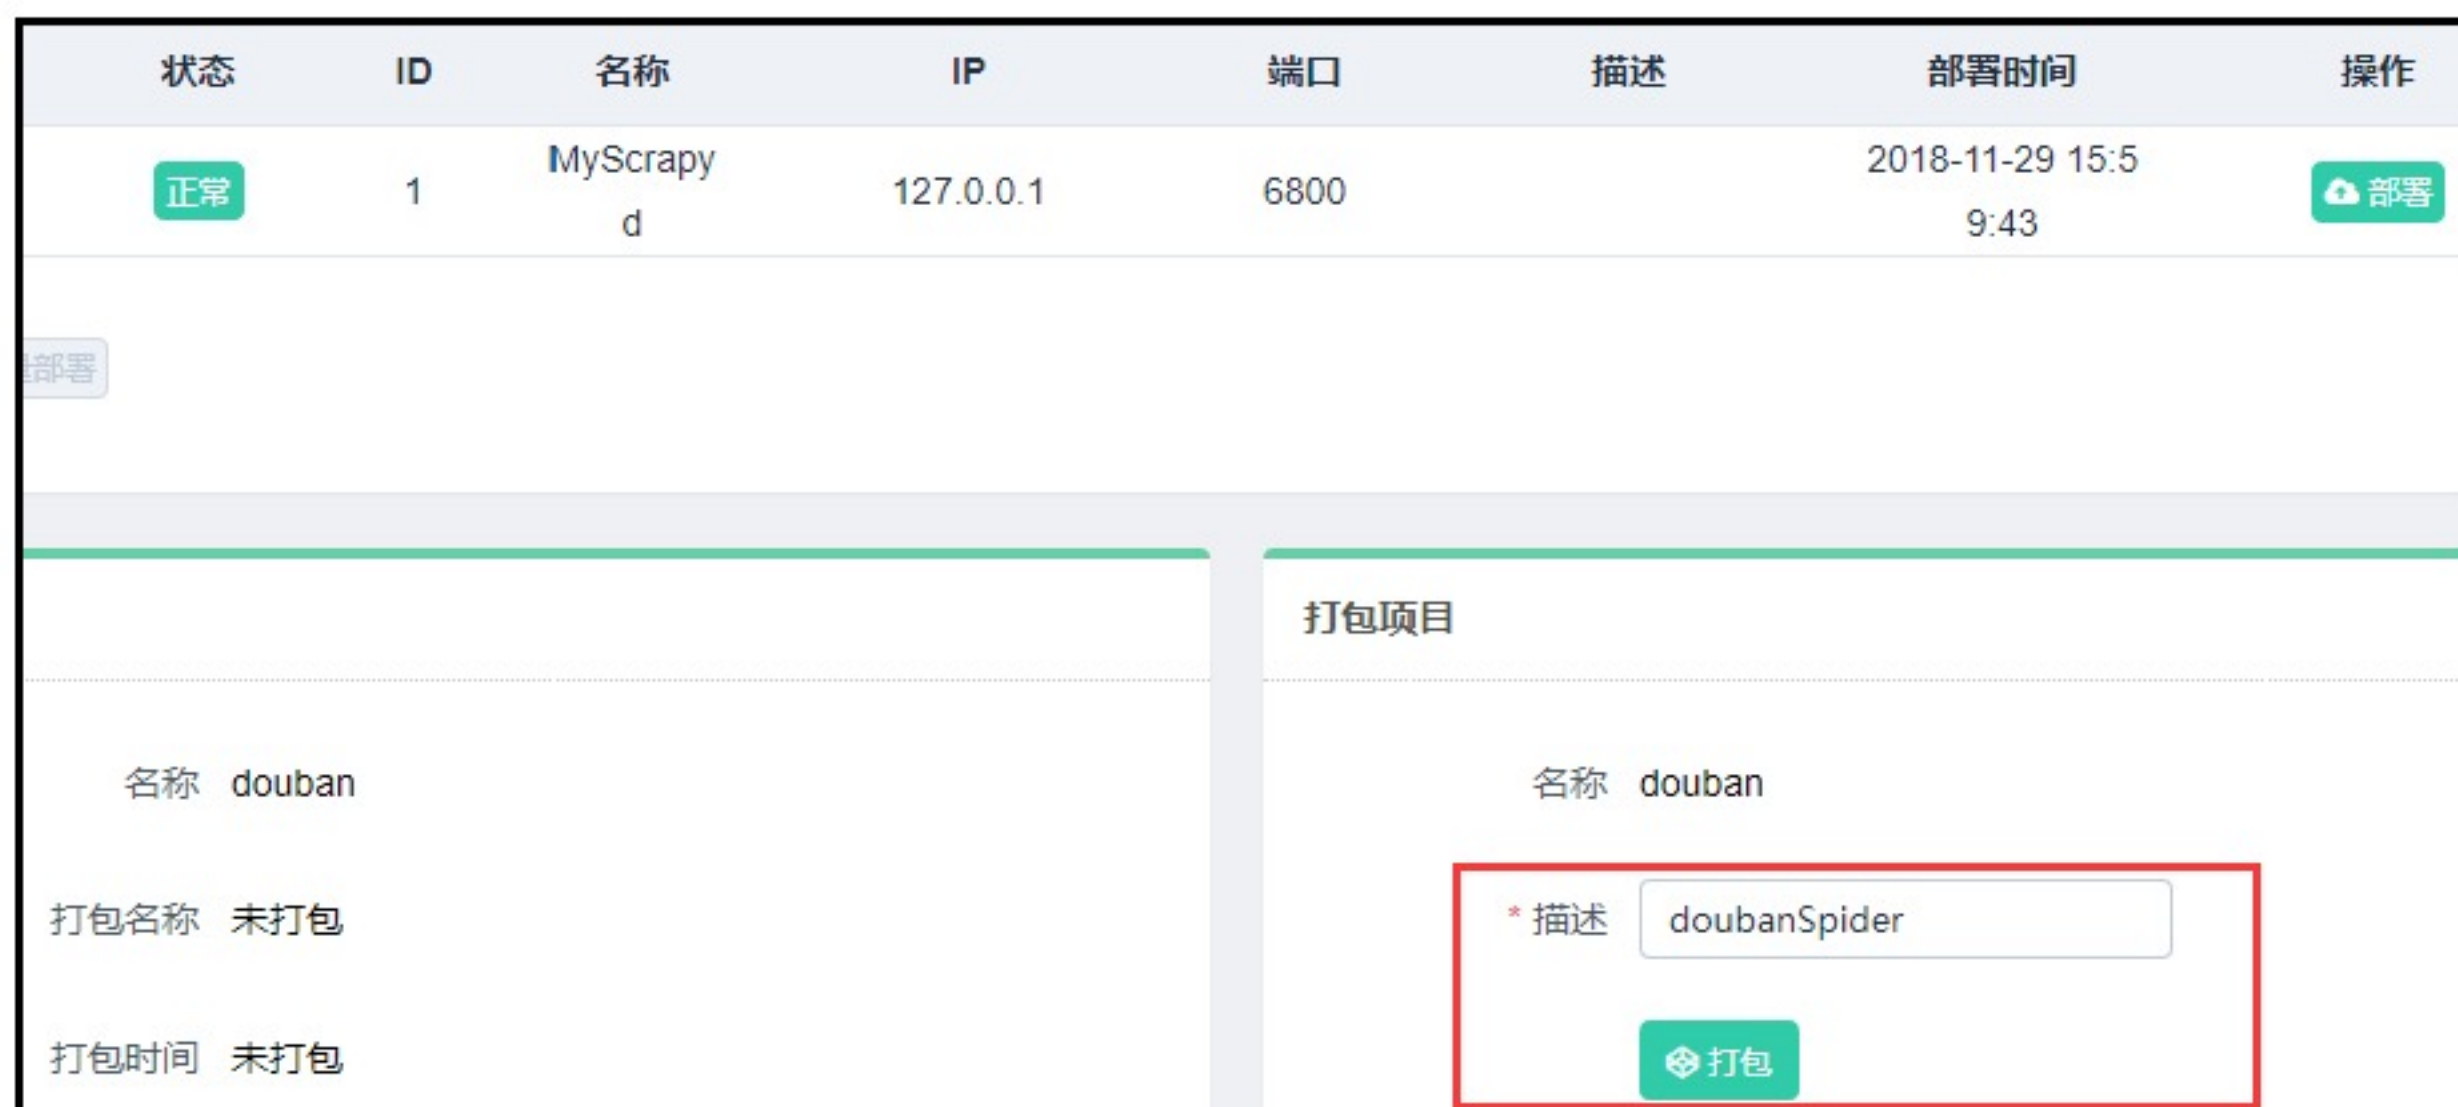 状态 ID 名称 IP 端口 描述 部署时间 操作
正常 1 MyScrapy 127.0.0.1 6800 2018-11-29 15:5 部署
d 9:43
部署
打包项目
名称 douban 名称 douban
打包名称 未打包 * 描述 doubanSpider
打包时间 未打包 打包